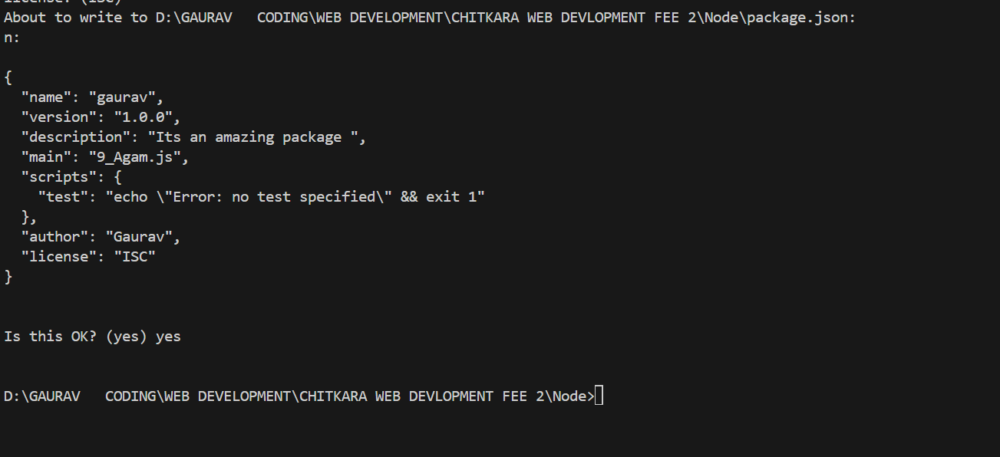 license: (ISC)
About to write to D:\GAURAV   CODING\WEB DEVELOPMENT\CHITKARA WEB DEVLOPMENT FEE 2\Node\package.json:
n:

{
  "name": "gaurav",
  "version": "1.0.0",
  "description": "Its an amazing package ",
  "main": "9_Agam.js",
  "scripts": {
    "test": "echo \"Error: no test specified\" && exit 1"
  },
  "author": "Gaurav",
  "license": "ISC"
}

Is this OK? (yes) yes

D:\GAURAV   CODING\WEB DEVELOPMENT\CHITKARA WEB DEVLOPMENT FEE 2\Node>